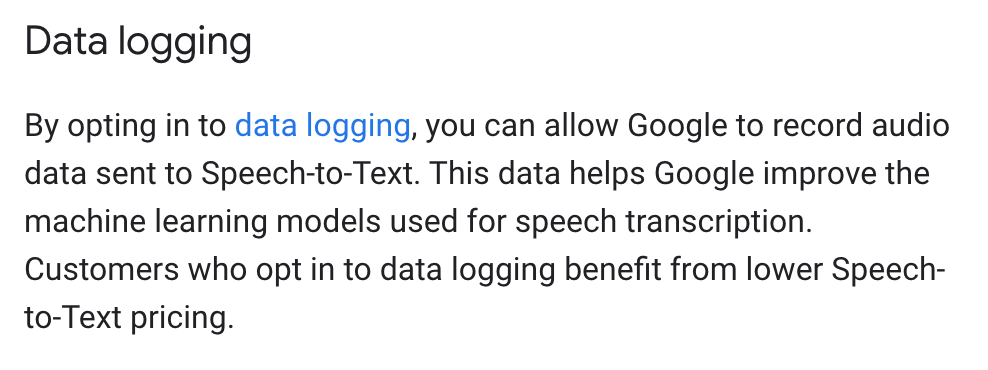 Data logging
By opting in to data logging, you can allow Google to record audio
data sent to Speech-to-Text. This data helps Google improve the
machine learning models used for speech transcription.
Customers who opt in to data logging benefit from lower Speech-
to-Text pricing.